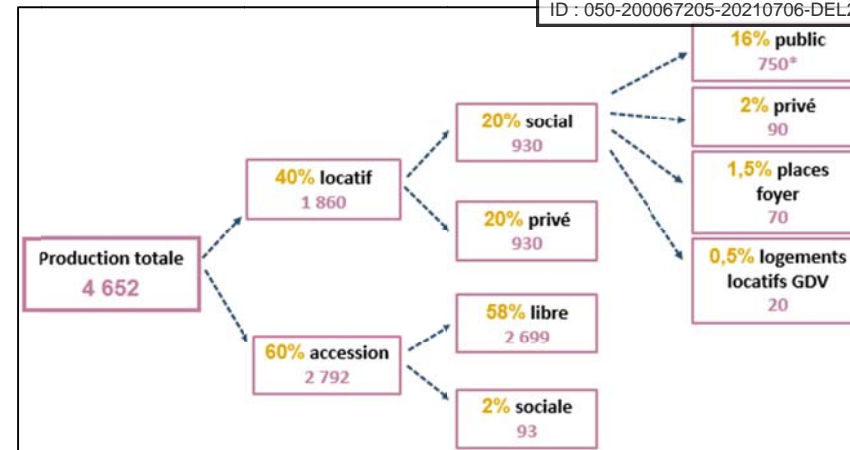 ID : 050-200067205-20210706-DEL2
16% public
750*
2% privé
90
1,5% places
foyer
70
0,5% logements
locatifs GDV
20
20% social
930
20% privé
930
40% locatif
1 860
Production totale
4 652
58% libre
2 699
60% accession
2 792
2% sociale
93